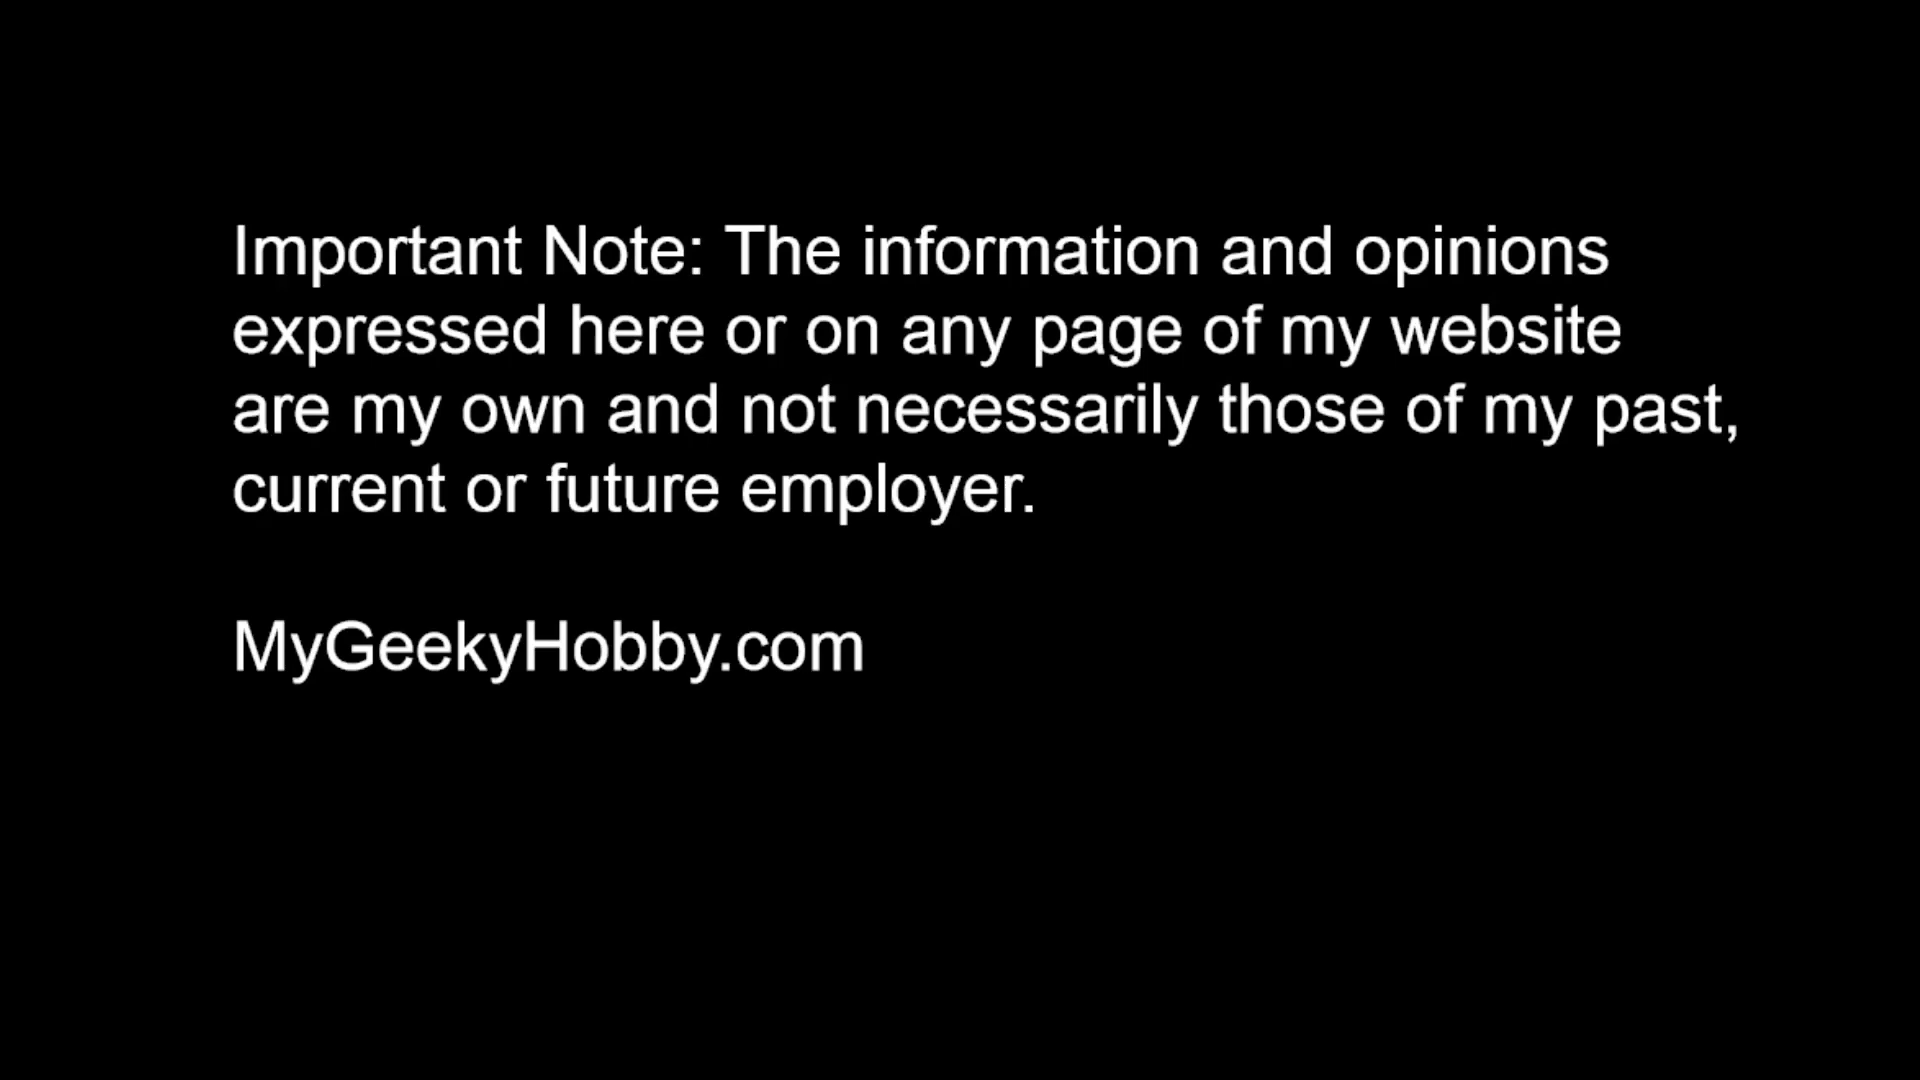 Important Note: The information and opinions
expressed here or on any page of my website
are my own and not necessarily those of my past,
current or future employer.
MyGeekyHobby.com